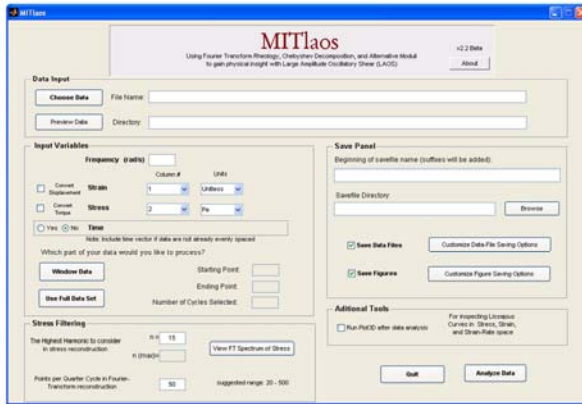 MITlaos
MITlaos
Using Fourier Transform Rheology, Chebyshev Decomposition, and Alternative Moduli
to gain physical insight with Large Amplitude Oscillatory Shear (LAOS)
v2.2 Beta
About
Data Input
Choose Data
File Name:
Preview Data
Directory:
Input Variables
Frequency (rad/s)
Column #
Units
Convert Displacement
Strain
1
Unitless
Convert Torque
Stress
2
Pa
Yes No Time
Note: Include time vector if data are not already evenly spaced
Which part of your data would you like to process?
Window Data
Starting Point:
Ending Point:
Use Full Data Set
Number of Cycles Selected:
Stress Filtering
The Highest Harmonic to consider
in stress reconstruction
n =
15
n (max)=
View FT Spectrum of Stress
Points per Quarter Cycle in Fourier-
Transform reconstruction
50
suggested range: 20 - 500
Save Panel
Beginning of savefile name (suffixes will be added):
Savefile Directory:
Browse
Save Data Files
Customize Data-File Saving Options
Save Figures
Customize Figure Saving Options
Aditional Tools
Run Plot3D after data analysis
For inspecting Lissajous
Curves in Stress, Strain,
and Strain-Rate space
Quit
Analyze Data